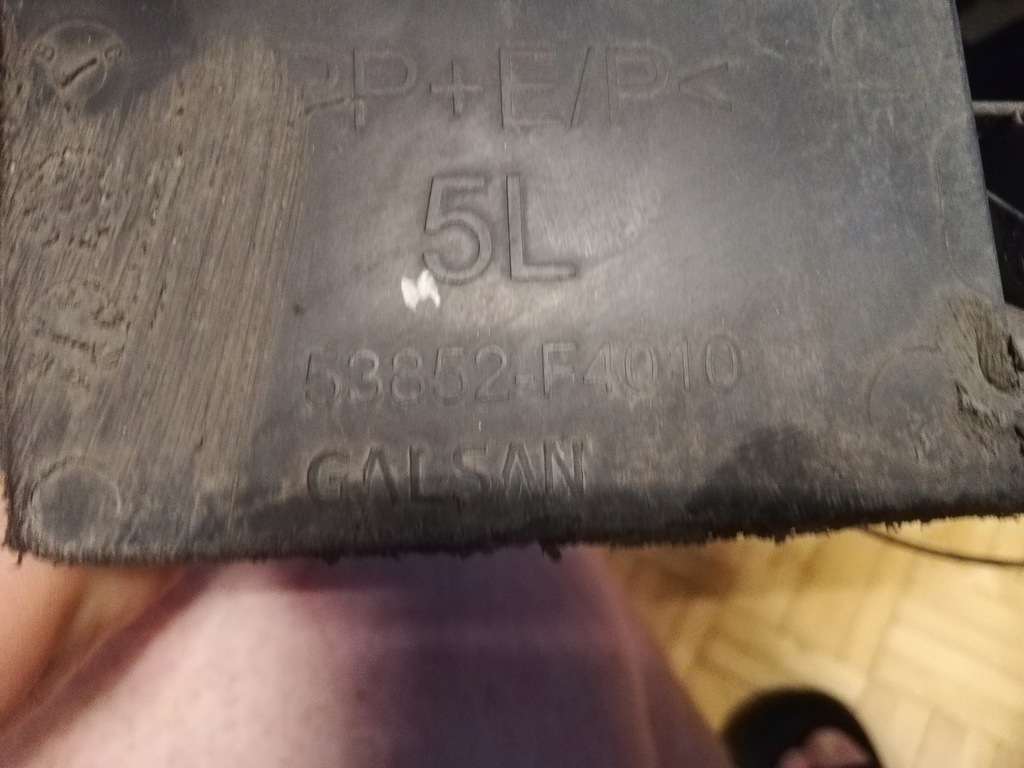 PP+E/P<
5L
53852-F4010
GALSAN